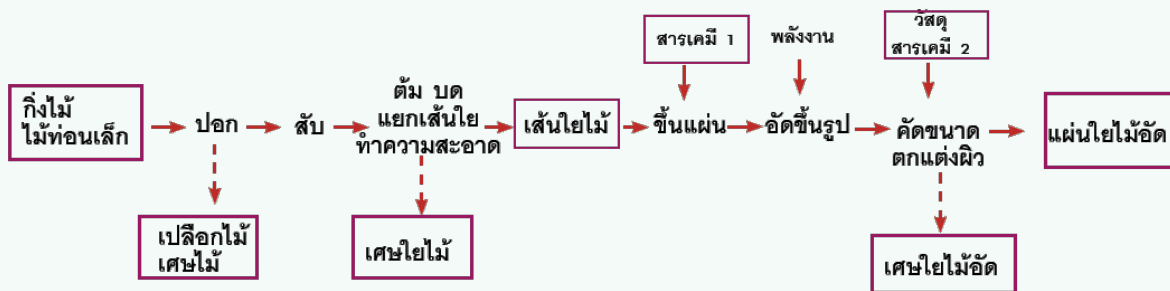 สารเคมี 1
พลังงาน
วัสดุ
สารเคมี 2
กิ่งไม้
ไม้ท่อนเล็ก
ปอก
สับ
ต้ม บด
แยกเส้นใย
ทำความสะอาด
เส้นใยไม้
ขึ้นแผ่น
อัดขึ้นรูป
คัดขนาด
ตกแต่งผิว
แผ่นใยไม้อัด
เปลือกไม้
เศษไม้
เศษใยไม้
เศษใยไม้อัด